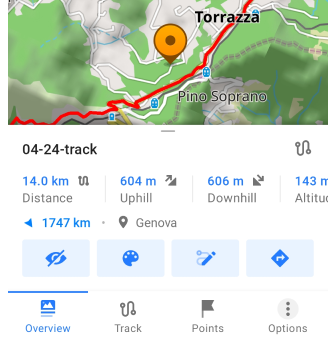 Torrazza
Pino Soprano
04-24-track
14.0 km 604 m 606 m 143 m
Distance Uphill Downhill Altitu
1747 km • Genova
Overview Track Points Options